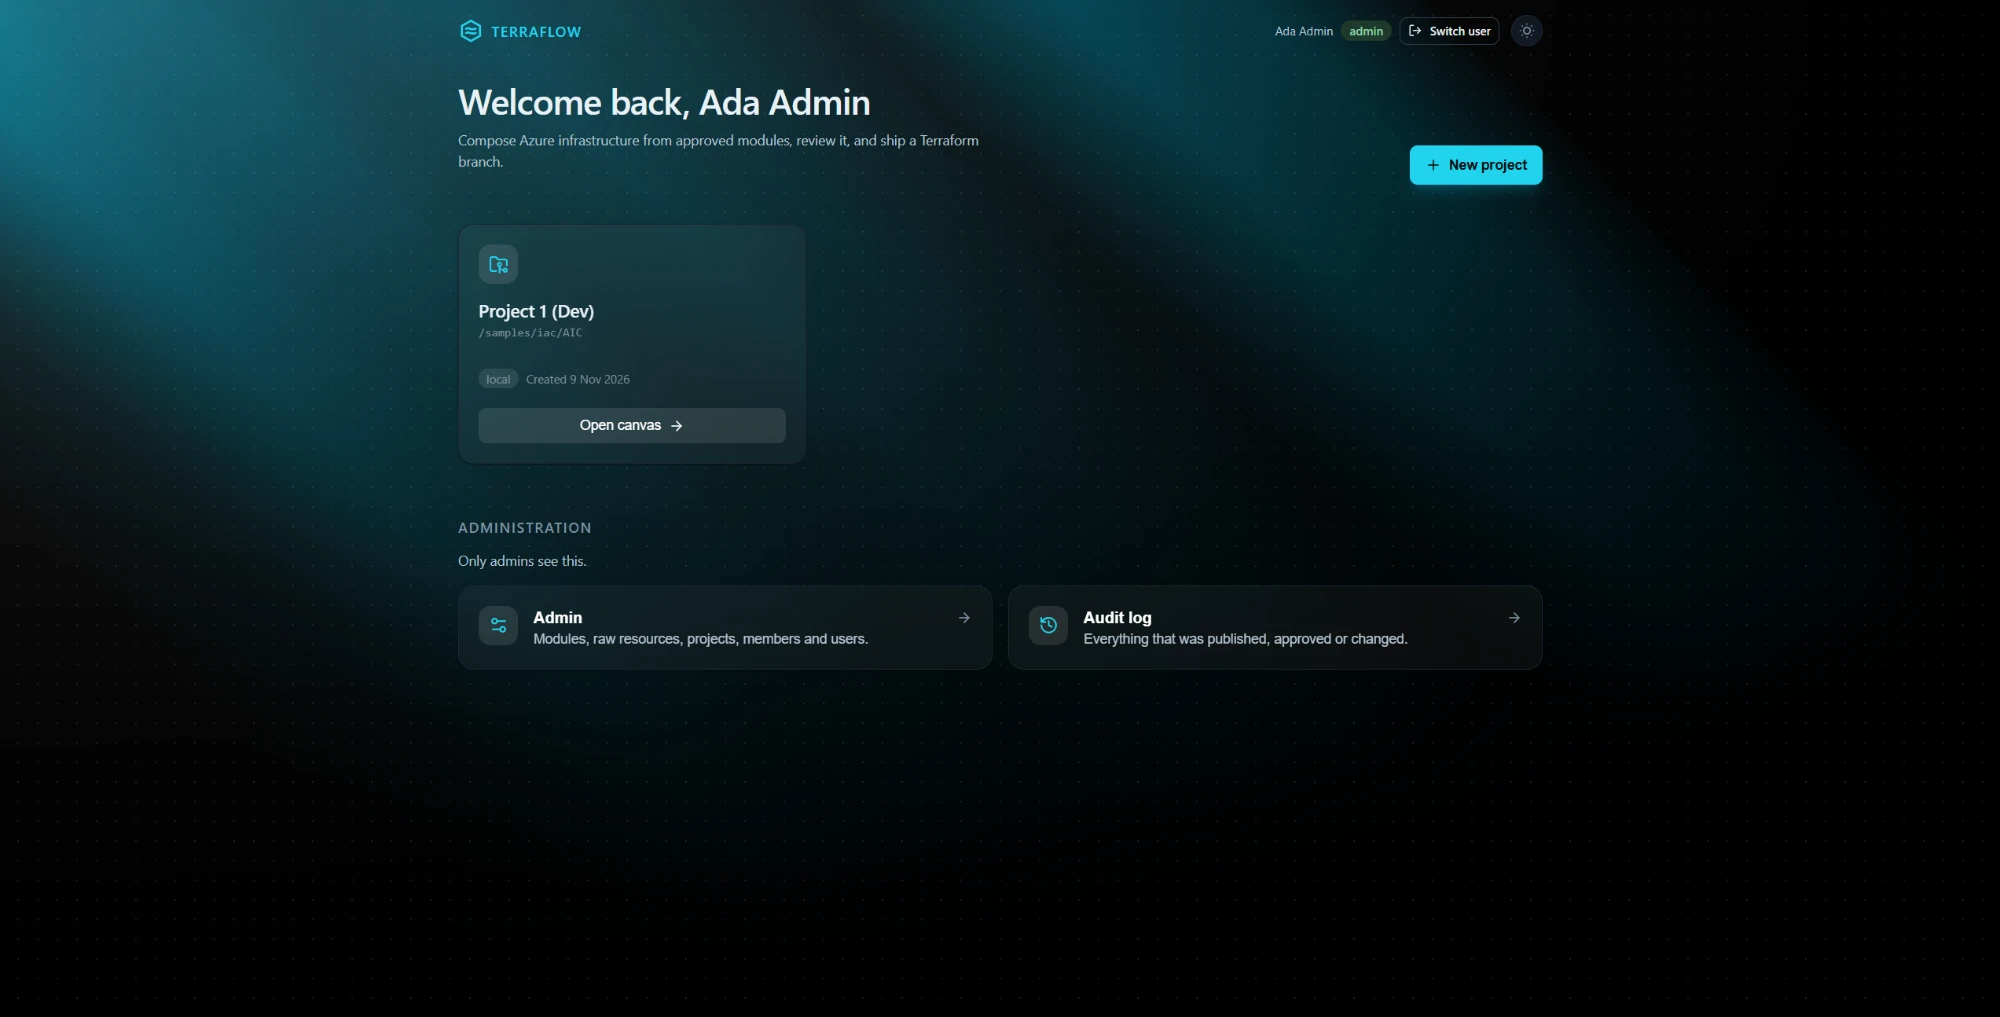 TERRAFLOW
Ada Admin admin Switch user
Welcome back, Ada Admin
Compose Azure infrastructure from approved modules, review it, and ship a Terraform
branch.
New project
Project 1 (Dev)
/samples/iac/AIC
local Created 9 Nov 2026
Open canvas
ADMINISTRATION
Only admins see this.
Admin
Modules, raw resources, projects, members and users.
Audit log
Everything that was published, approved or changed.